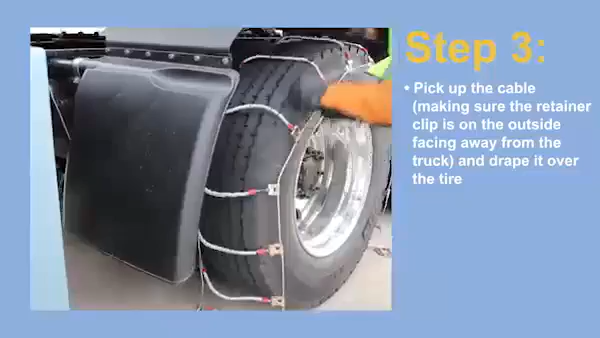 Step 3:
• Pick up the cable
(making sure the retainer
clip is on the outside
facing away from the
truck) and drape it over
the tire